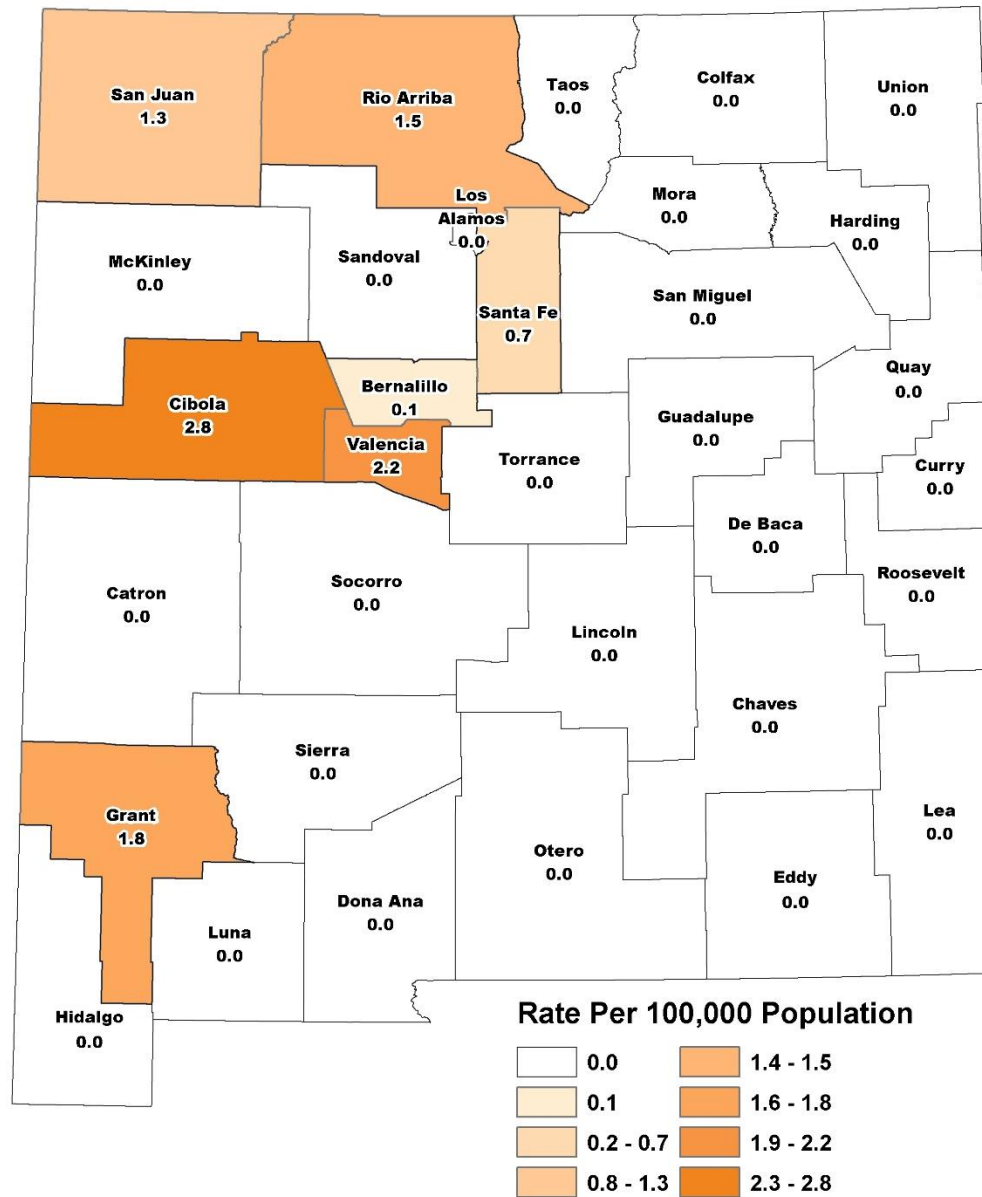 San Juan
1.3
Rio Arriba
1.5
Taos
0.0
Colfax
0.0
Union
0.0
Los
Alamos
0.0
Mora
0.0
Harding
0.0
McKinley
0.0
Sandoval
0.0
Santa Fe
0.7
San Miguel
0.0
Quay
0.0
Cibola
2.8
Bernalillo
0.1
Valencia
2.2
Torrance
0.0
Guadalupe
0.0
Curry
0.0
De Baca
0.0
Roosevelt
0.0
Catron
0.0
Socorro
0.0
Lincoln
0.0
Chaves
0.0
Sierra
0.0
Grant
1.8
Lea
0.0
Otero
0.0
Eddy
0.0
Dona Ana
0.0
Luna
0.0
Hidalgo
0.0
Rate Per 100,000 Population
0.0
0.1
0.2 - 0.7
0.8 - 1.3
1.4 - 1.5
1.6 - 1.8
1.9 - 2.2
2.3 - 2.8